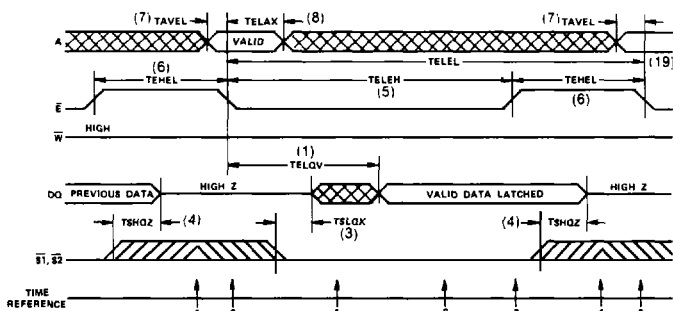 (7) TAVEL TELAX (8) (7) TAVEL
A VALID
TELEL (19)
(6) TEHEL TELEH (5) TEHEL (6)
E
HIGH
W
(1)
TELQV
DQ PREVIOUS DATA HIGH Z VALID DATA LATCHED HIGH Z
TSHQZ (4) TSLQX (3) (4) TSHQZ
S1, S2
TIME
REFERENCE